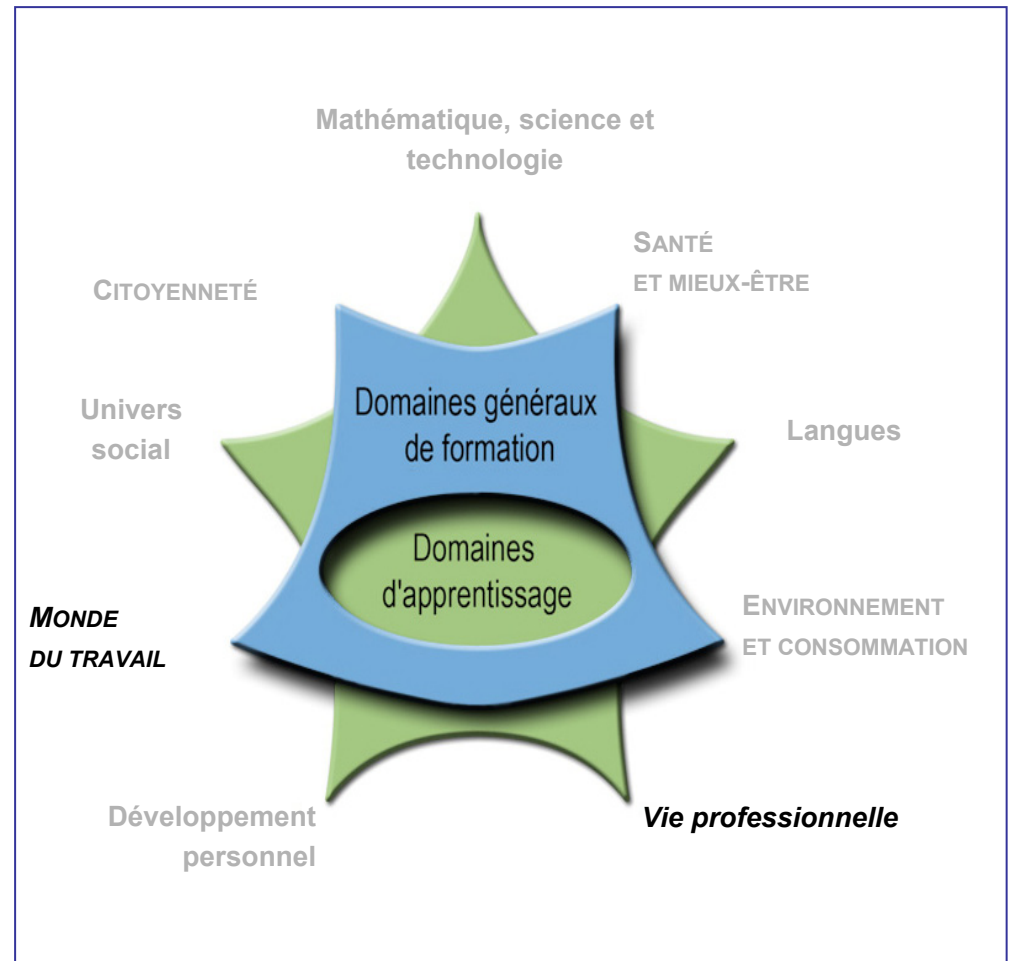 Mathématique, science et
technologie
SANTÉ
ET MIEUX-ÊTRE
CITOYENNETÉ
Domaines généraux
de formation
Univers
social
Langues
Domaines
d'apprentissage
MONDE
DU TRAVAIL
ENVIRONNEMENT
ET CONSOMMATION
Développement
personnel
Vie professionnelle